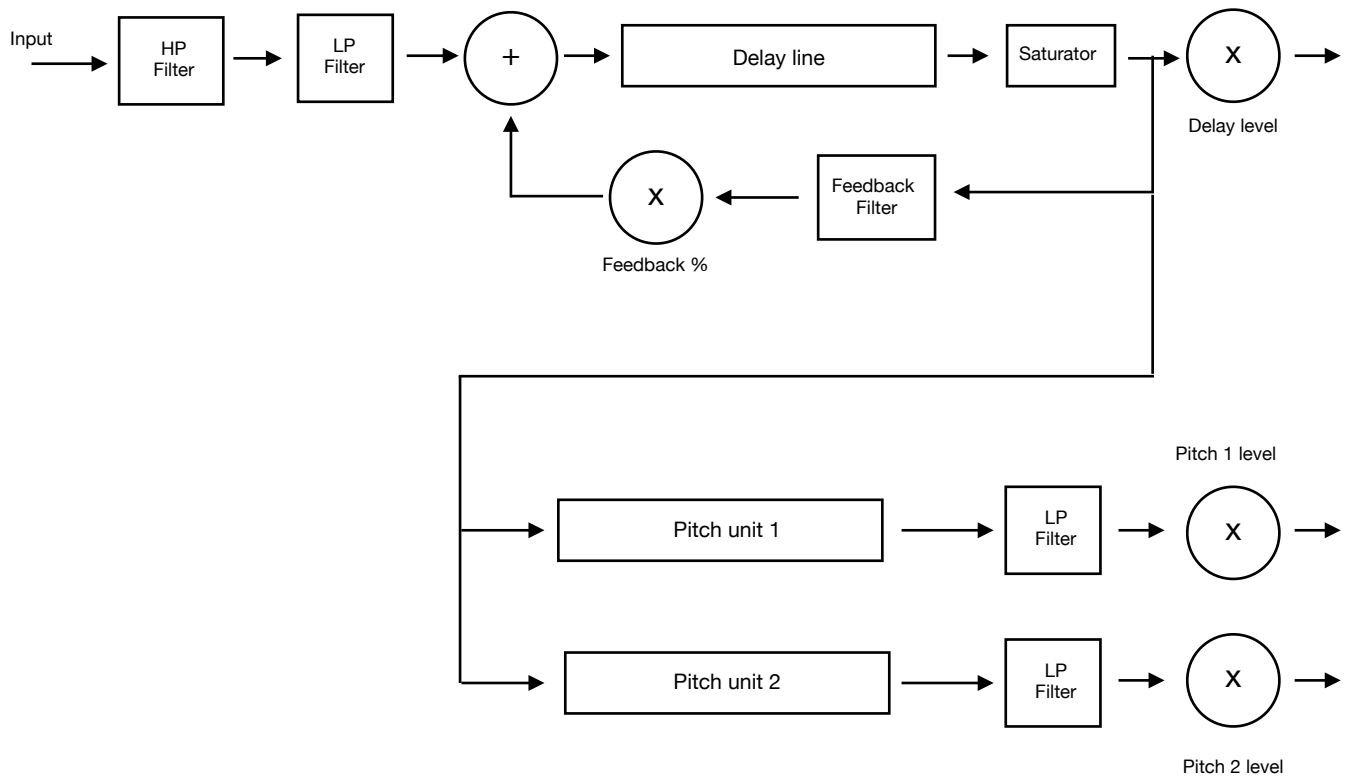 Input
HP
Filter
LP
Filter
+
Delay line
Saturator
X
Delay level
Feedback
Filter
X
Feedback %
Pitch 1 level
Pitch unit 1
LP
Filter
X
Pitch unit 2
LP
Filter
X
Pitch 2 level